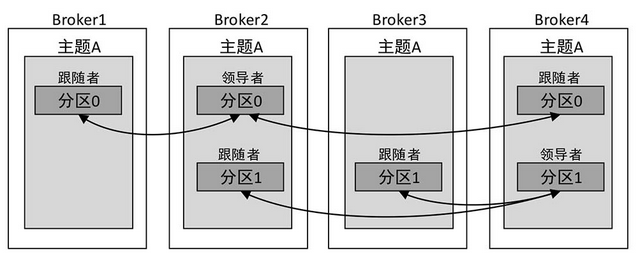 Broker1
主题A
跟随者
分区0
Broker2
主题A
领导者
分区0
跟随者
分区1
Broker3
主题A
跟随者
分区1
Broker4
主题A
跟随者
分区0
领导者
分区1